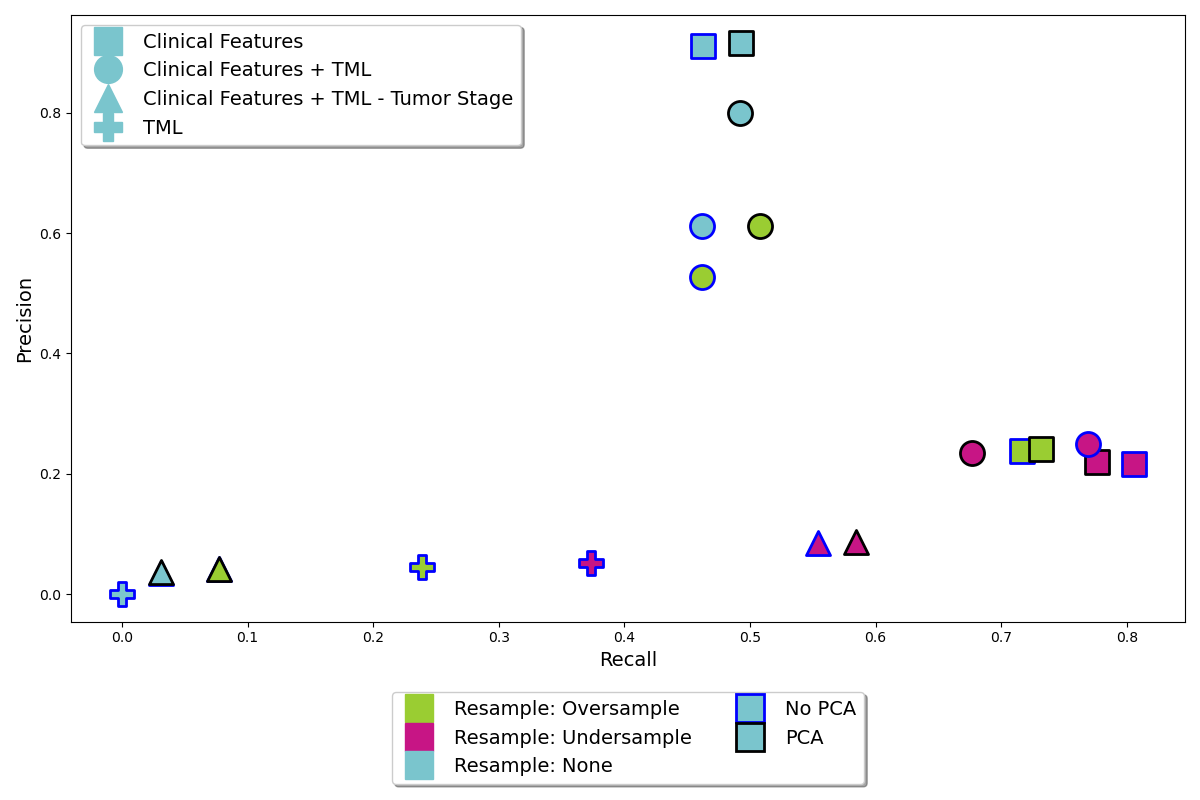 Clinical Features
Clinical Features + TML
Clinical Features + TML - Tumor Stage
TML
Precision
0.8
0.6
0.4
0.2
0.0
0.0 0.1 0.2 0.3 0.4 0.5 0.6 0.7 0.8
Recall
Resample: Oversample
Resample: Undersample
Resample: None
No PCA
PCA